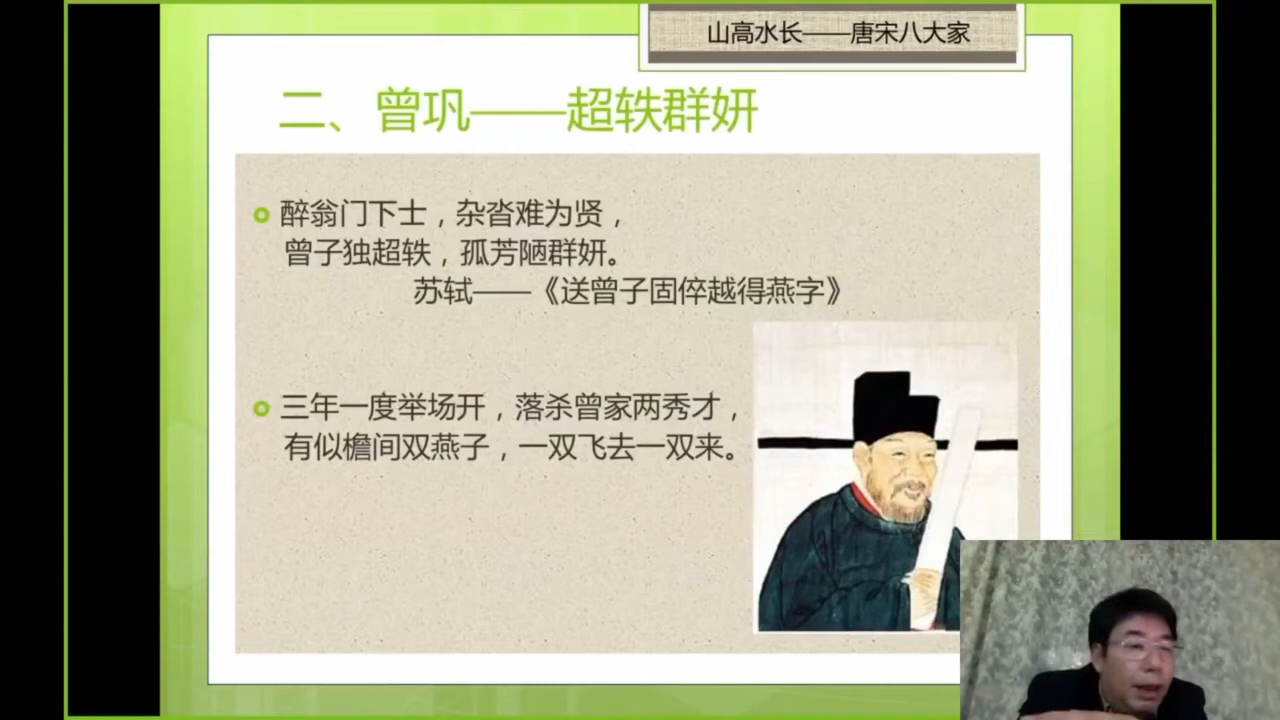 山高水长——唐宋八大家
二、曾巩——超轶群妍
醉翁门下士，杂沓难为贤，
曾子独超轶，孤芳陋群妍。
苏轼——《送曾子固倅越得燕字》
三年一度举场开，落杀曾家两秀才，
有似檐间双燕子，一双飞去一双来。